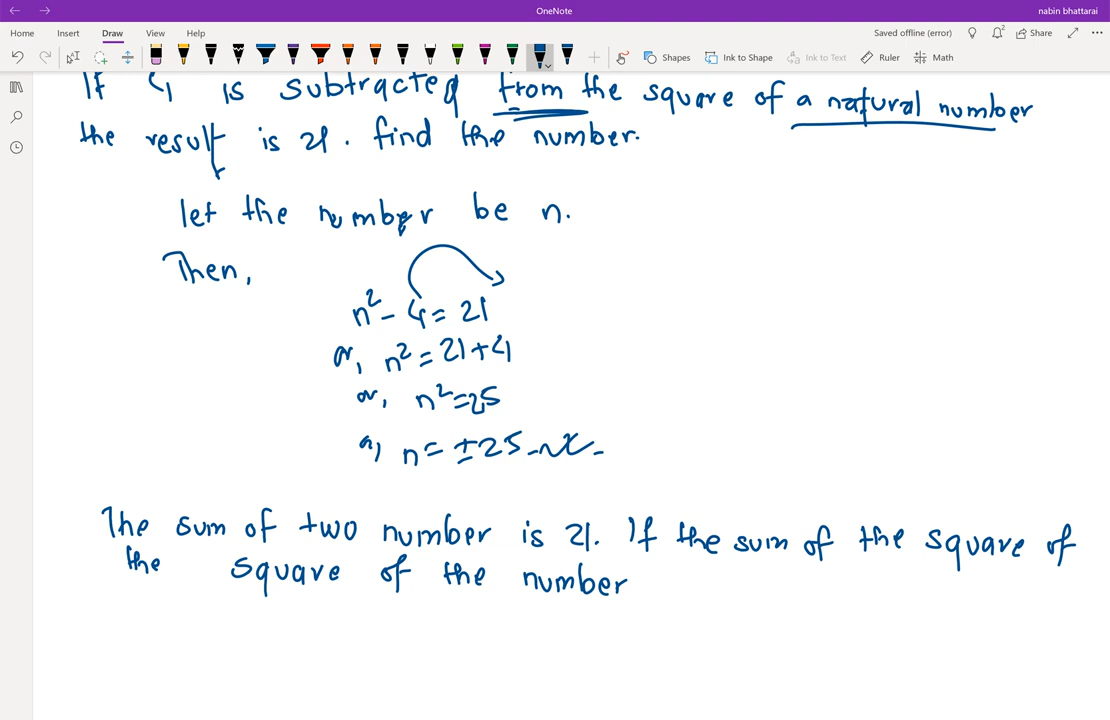 OneNote
nabin bhattarai
Home Insert Draw View Help
Saved offline (error)
Share
Shapes Ink to Shape Ink to Text Ruler Math
If 4 is subtracted from the square of a natural number
the result is 21. find the number.
let the number be n.
Then,
n² - 4 = 21
or, n² = 21+4
or, n² = 25
or, n = ±25
The sum of two number is 21. If the sum of the square of
the square of the number